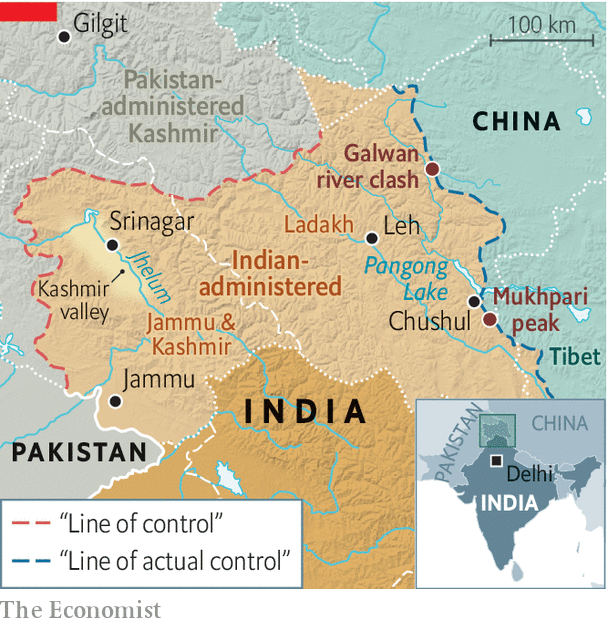 Gilgit
100 km
Pakistan-
administered
Kashmir
CHINA
Galwan
river clash
Srinagar
Ladakh
Leh
Jhelum
Indian-
administered
Pangong
Lake
Kashmir
valley
Mukhpari
peak
Chushul
Jammu &
Kashmir
Tibet
Jammu
INDIA
PAKISTAN
PAKISTAN
CHINA
Delhi
INDIA
“Line of control”
“Line of actual control”
The Economist